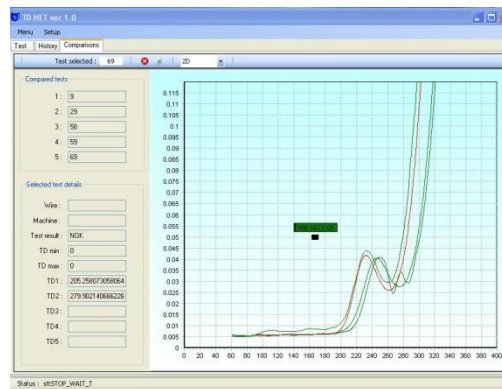 TD NIT ver 1.0
Menu Setup
Test History Comparisons
Test selected : 69 2D
Compared tests
1 : 9
2 : 29
3 : 58
4 : 59
5 : 69
Selected test details
Wire :
Machine :
Test result : NOK
TD min : 0
TD max : 0
TD1 : 205.258073058064
TD2 : 279.902140666226
TD3 :
TD4 :
TD5 :
0.115
0.11
0.105
0.1
0.095
0.09
0.085
0.08
0.075
0.07
0.065
0.06
0.055
0.05
0.045
0.04
0.035
0.03
0.025
0.02
0.015
0.01
0.005
0
0 20 40 60 80 100 120 140 160 180 200 220 240 260 280 300 320 340 360 380 400
Status : sttSTOP_WAIT_T